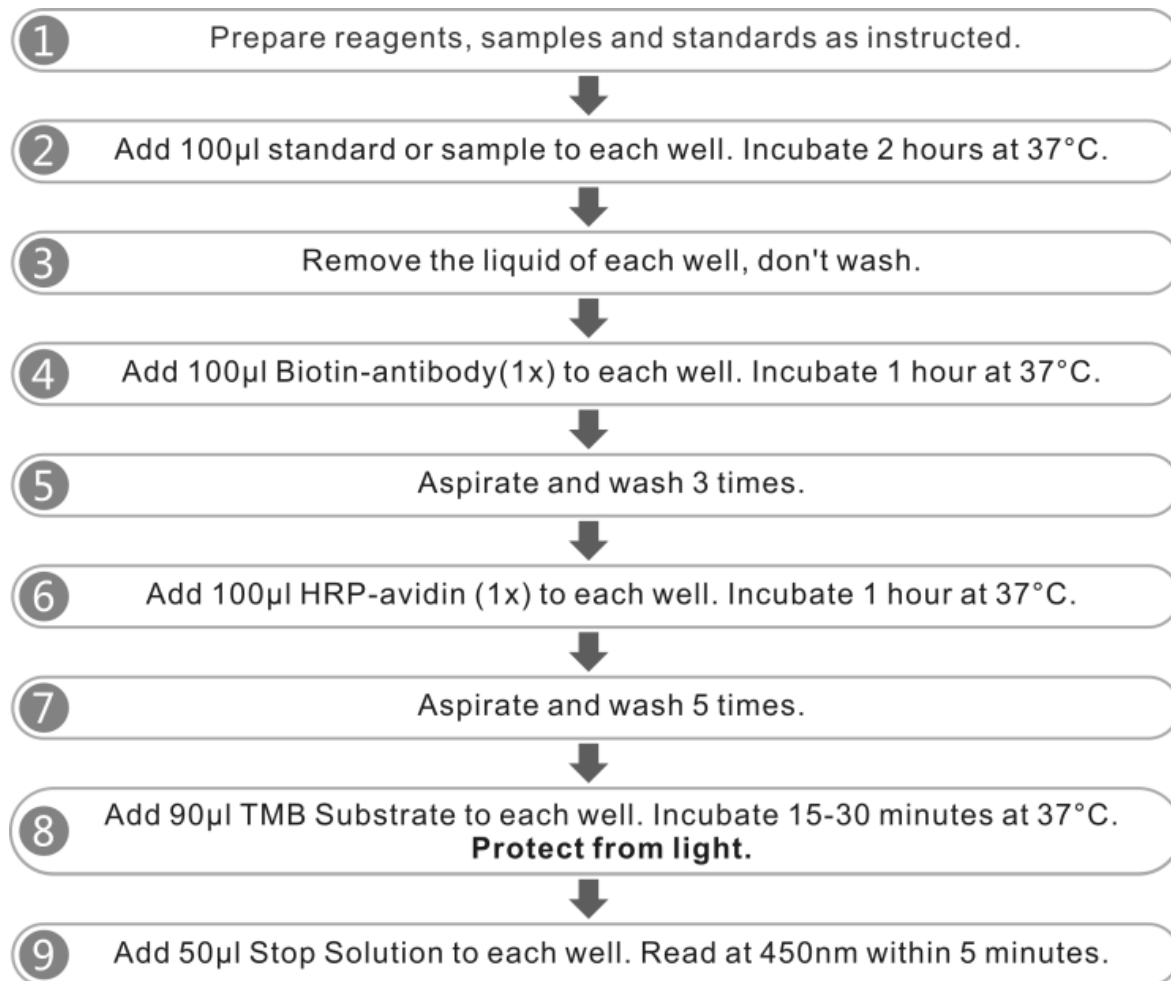 1 Prepare reagents, samples and standards as instructed.
2 Add 100µl standard or sample to each well. Incubate 2 hours at 37°C.
3 Remove the liquid of each well, don't wash.
4 Add 100µl Biotin-antibody(1x) to each well. Incubate 1 hour at 37°C.
5 Aspirate and wash 3 times.
6 Add 100µl HRP-avidin (1x) to each well. Incubate 1 hour at 37°C.
7 Aspirate and wash 5 times.
8 Add 90µl TMB Substrate to each well. Incubate 15-30 minutes at 37°C.
Protect from light.
9 Add 50µl Stop Solution to each well. Read at 450nm within 5 minutes.